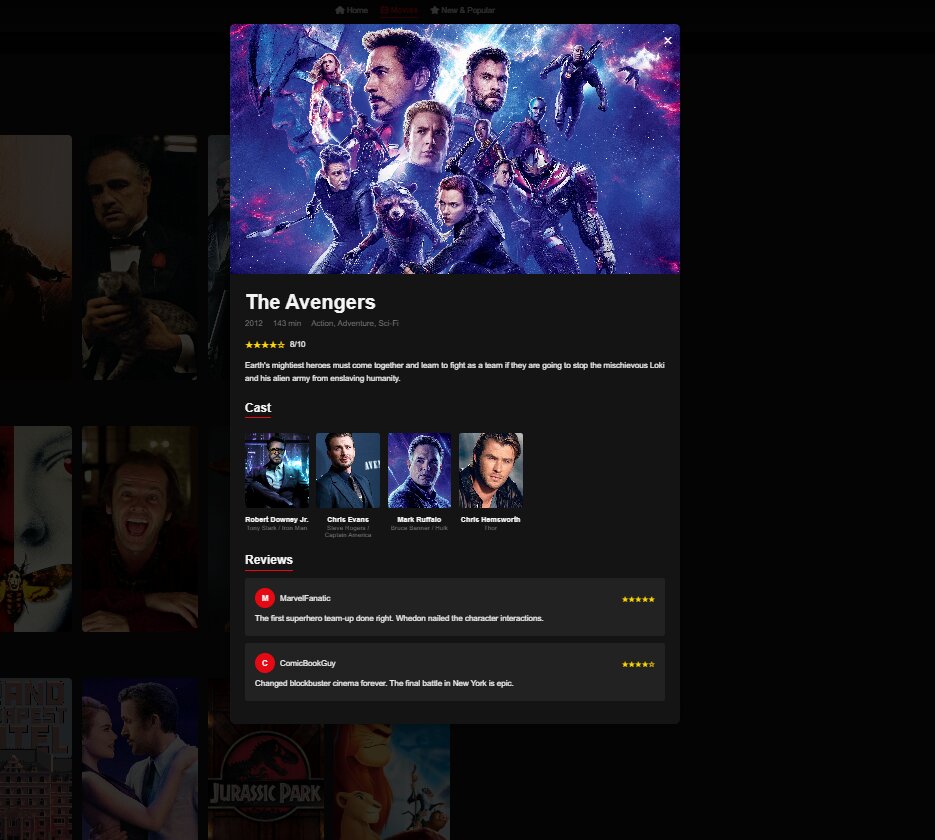 Home Movies New & Popular
×
The Avengers
2012 143 min Action, Adventure, Sci-Fi
★★★★☆ 8/10
Earth's mightiest heroes must come together and learn to fight as a team if they are going to stop the mischievous Loki
and his alien army from enslaving humanity.
Cast
AVEN
Robert Downey Jr. Chris Evans Mark Ruffalo Chris Hemsworth
Tony Stark / Iron Man Steve Rogers / Bruce Banner / Hulk Thor
Captain America
Reviews
M MarvelFanatic ★★★★★
The first superhero team-up done right. Whedon nailed the character interactions.
C ComicBookGuy ★★★★☆
Changed blockbuster cinema forever. The final battle in New York is epic.
JURASSIC PARK